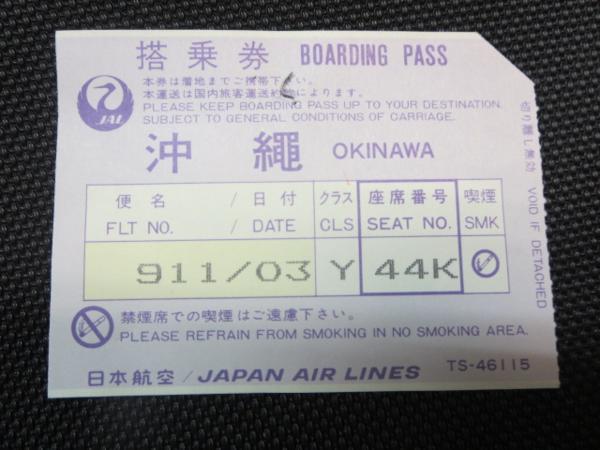 搭乗券 BOARDING PASS
本券は着地までご携帯下さい。
本運送は国内旅客運送約款によります。
PLEASE KEEP BOARDING PASS UP TO YOUR DESTINATION.
SUBJECT TO GENERAL CONDITIONS OF CARRIAGE.
JAL
沖繩 OKINAWA
便名 / 日付 クラス 座席番号 喫煙
FLT NO. / DATE CLS SEAT NO. SMK
911/03 Y 44K
禁煙席での喫煙はご遠慮下さい。
PLEASE REFRAIN FROM SMOKING IN NO SMOKING AREA.
日本航空 / JAPAN AIR LINES TS-46115
切り離し無効 VOID IF DETACHED